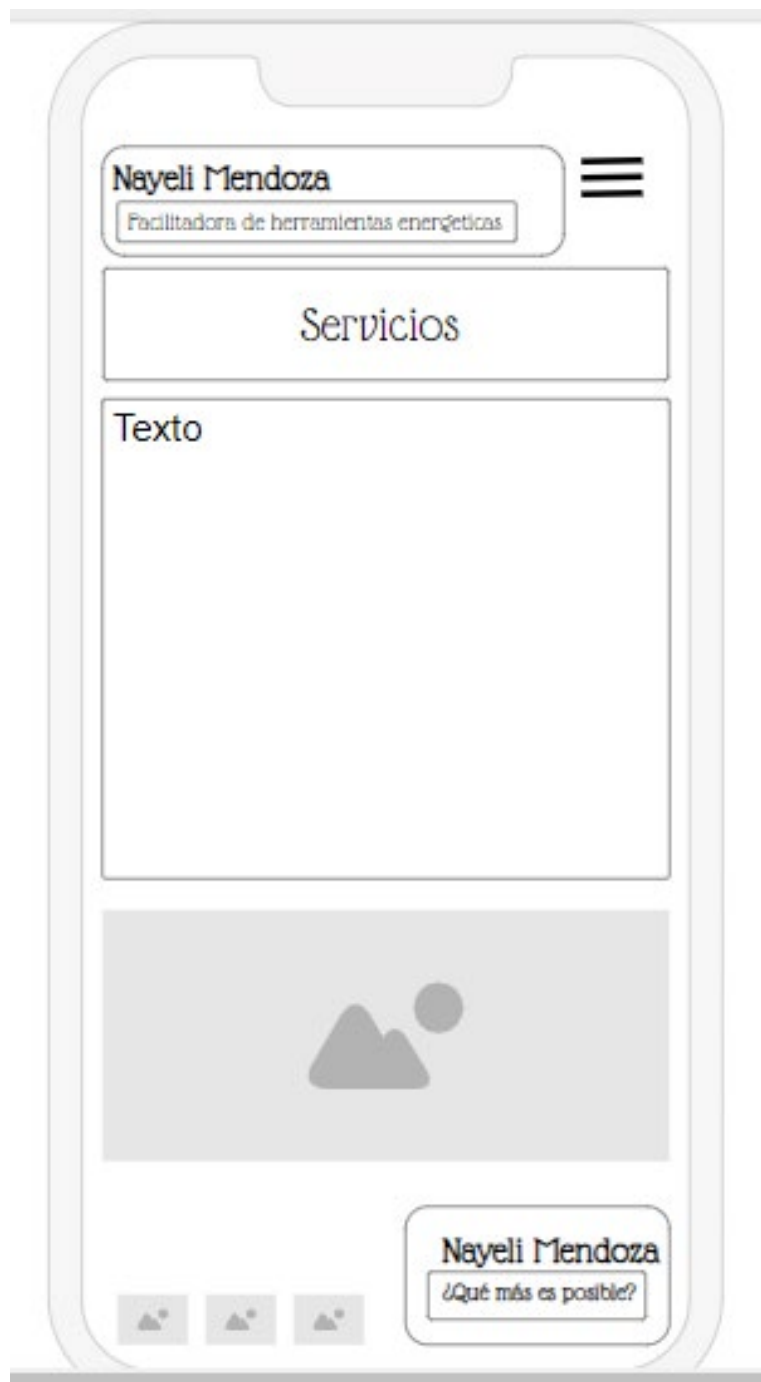 Nayeli Mendoza
Facilitadora de herramientas energeticas
Servicios
Texto
Nayeli Mendoza
¿Qué más es posible?